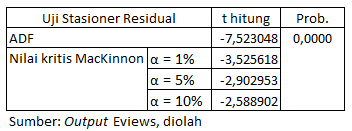 Uji Stasioner Residual t hitung Prob.
ADF -7,523048 0,0000
Nilai kritis MacKinnon α = 1% -3,525618
α = 5% -2,902953
α = 10% -2,588902
Sumber: Output Eviews, diolah